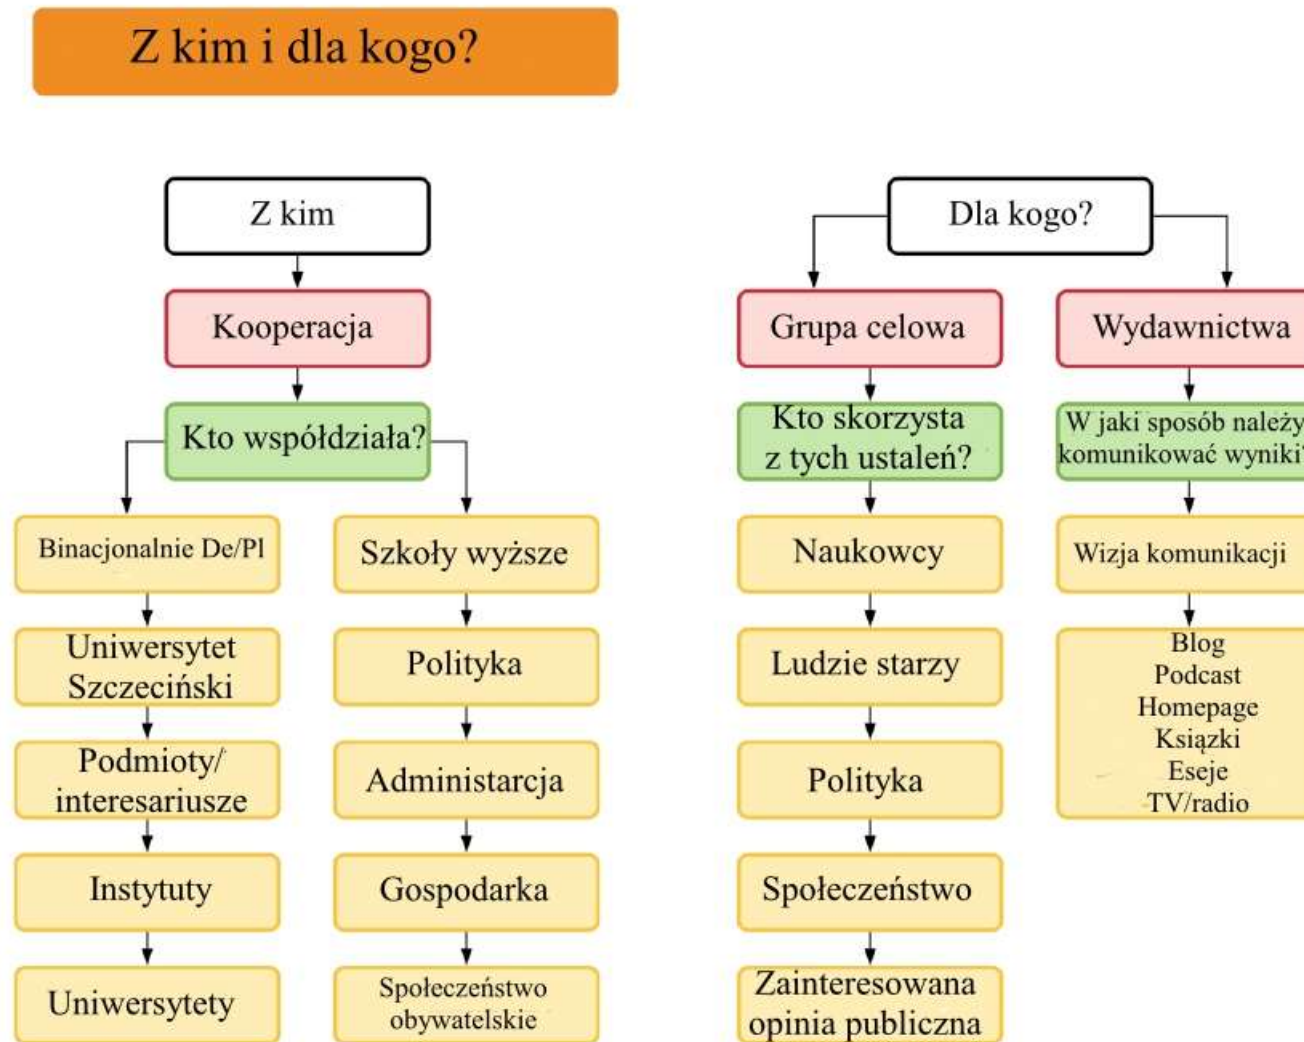 Z kim i dla kogo?
Z kim
Kooperacja
Kto współdziała?
Binacjonalnie De/Pl
Uniwersytet
Szczeciński
Podmioty/
interesariusze
Instytuty
Uniwersytety
Szkoły wyższe
Polityka
Administarcja
Gospodarka
Społeczeństwo
obywatelskie
Dla kogo?
Grupa celowa
Kto skorzysta
z tych ustaleń?
Naukowcy
Ludzie starzy
Polityka
Społeczeństwo
Zainteresowana
opinia publiczna
Wydawnictwa
W jaki sposób należy
komunikować wyniki?
Wizja komunikacji
Blog
Podcast
Homepage
Ksiązki
Eseje
TV/radio